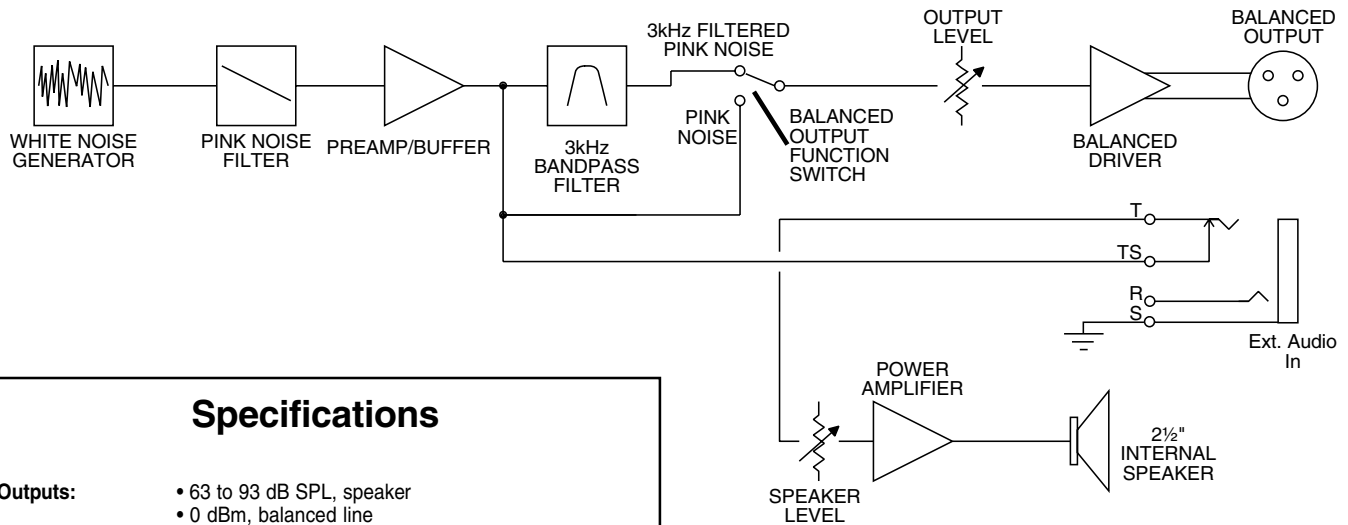 WHITE NOISE
GENERATOR
PINK NOISE
FILTER
PREAMP/BUFFER
3kHz
BANDPASS
FILTER
3kHz FILTERED
PINK NOISE
PINK
NOISE
BALANCED
OUTPUT
FUNCTION
SWITCH
OUTPUT
LEVEL
BALANCED
DRIVER
BALANCED
OUTPUT
T
TS
R
S
Ext. Audio
In
SPEAKER
LEVEL
POWER
AMPLIFIER
2½"
INTERNAL
SPEAKER
Specifications
Outputs: • 63 to 93 dB SPL, speaker
• 0 dBm, balanced line